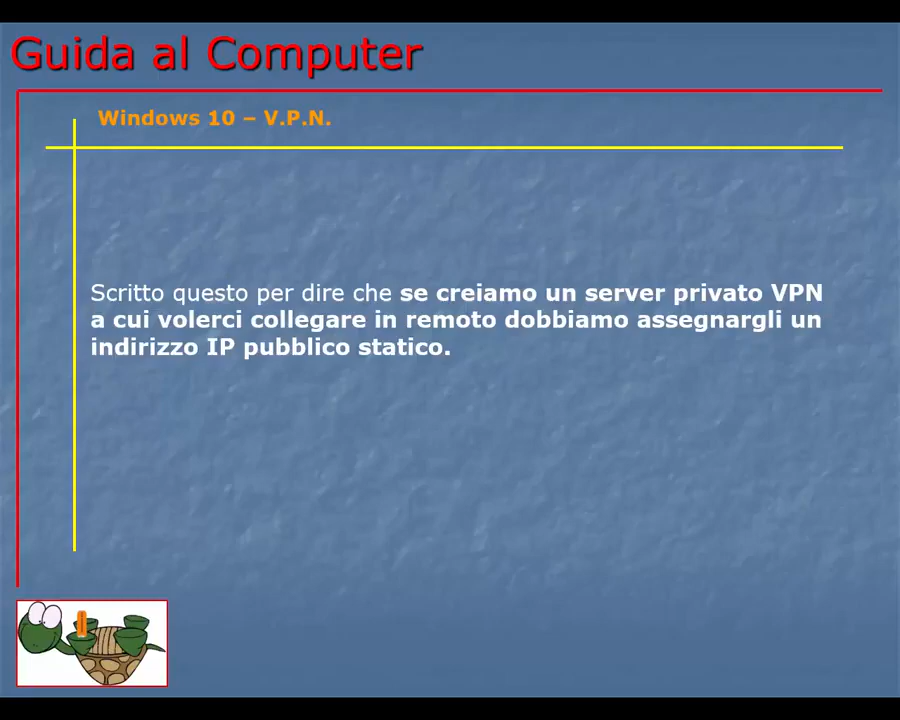 Guida al Computer
Windows 10 – V.P.N.
Scritto questo per dire che se creiamo un server privato VPN
a cui volerci collegare in remoto dobbiamo assegnargli un
indirizzo IP pubblico statico.